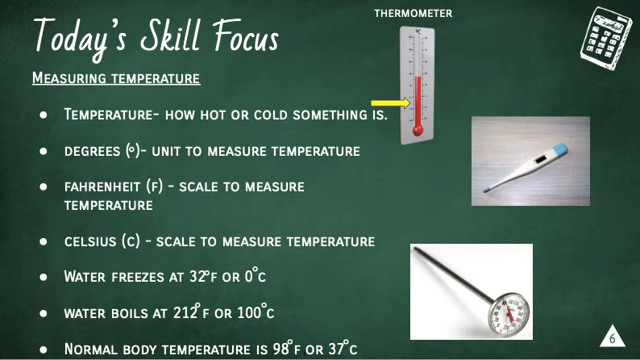 THERMOMETER
Today's Skill Focus
Measuring temperature
Temperature- how hot or cold something is.
degrees (°)- unit to measure temperature
fahrenheit (f) - scale to measure
temperature
celsius (c) - scale to measure temperature
Water freezes at 32°f or 0°c
water boils at 212°f or 100°c
Normal body temperature is 98°f or 37°c
6